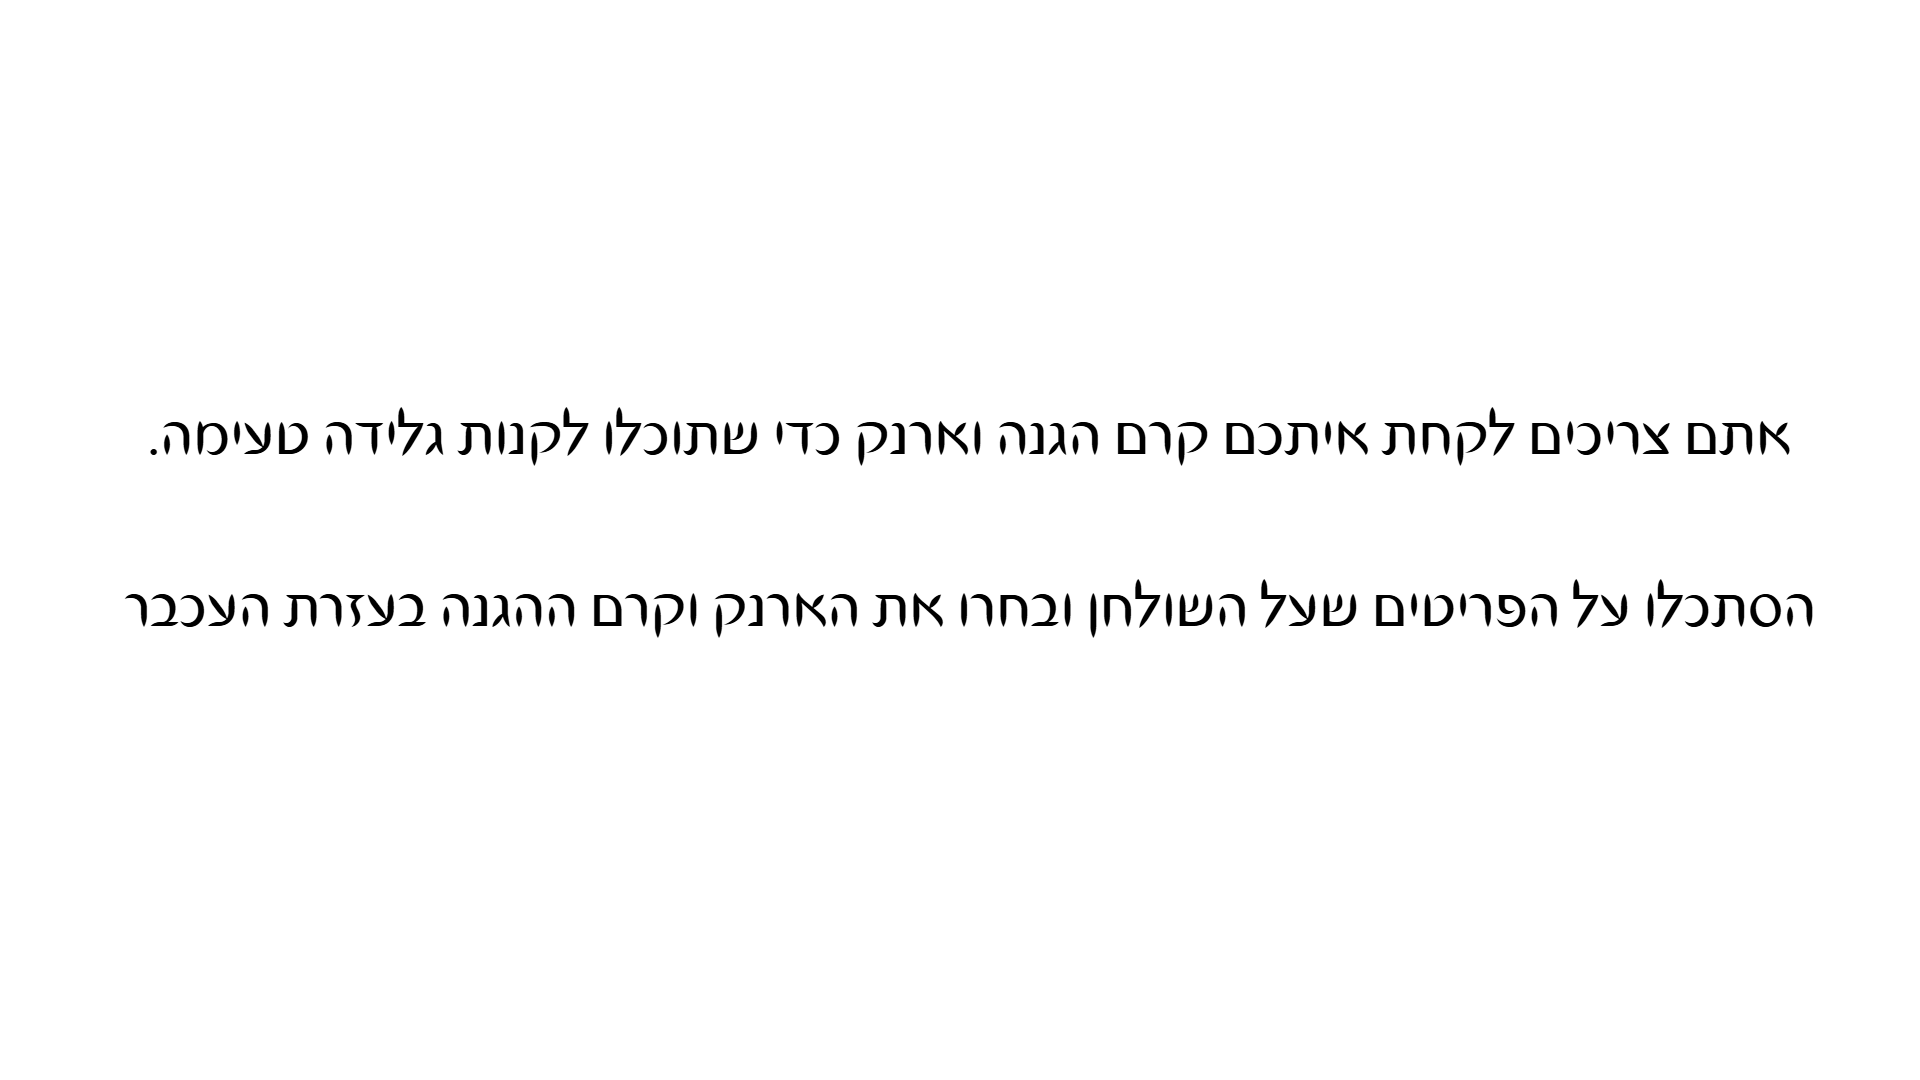 אתם צריכים לקחת איתכם קרם הגנה וארנק כדי שתוכלו לקנות גלידה טעימה.
הסתכלו על הפריטים שעל השולחן ובחרו את הארנק וקרם ההגנה בעזרת העכבר